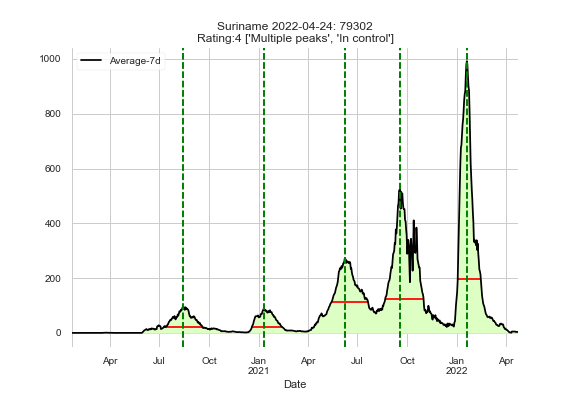 Suriname 2022-04-24: 79302
Rating:4 ['Multiple peaks', 'In control']
Average-7d
1000
800
600
400
200
0
Apr Jul Oct Jan Apr Jul Oct Jan Apr
2021 2022
Date